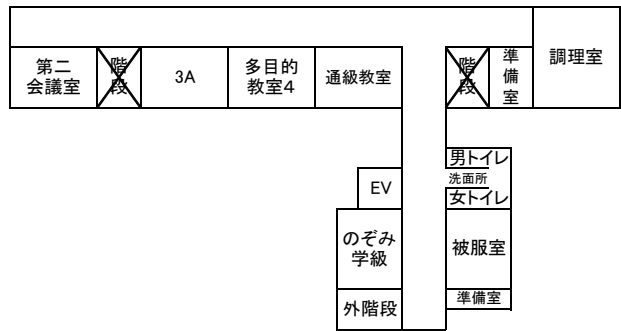 第二
会議室
階
段
3A
多目的
教室4
通級教室
階
段
準
備
室
調理室
男トイレ
洗面所
女トイレ
EV
のぞみ
学級
被服室
外階段
準備室